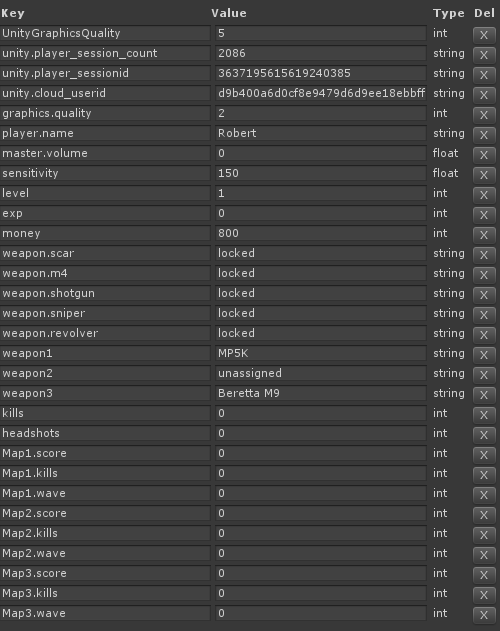 Key Value Type Del
UnityGraphicsQuality 5 int X
unity.player_session_count 2086 string X
unity.player_sessionid 3637195615619240385 string X
unity.cloud_userid d9b400a6d0cf8e9479d6d9ee18ebbff string X
graphics.quality 2 int X
player.name Robert string X
master.volume 0 float X
sensitivity 150 float X
level 1 int X
exp 0 int X
money 800 int X
weapon.scar locked string X
weapon.m4 locked string X
weapon.shotgun locked string X
weapon.sniper locked string X
weapon.revolver locked string X
weapon1 MP5K string X
weapon2 unassigned string X
weapon3 Beretta M9 string X
kills 0 int X
headshots 0 int X
Map1.score 0 int X
Map1.kills 0 int X
Map1.wave 0 int X
Map2.score 0 int X
Map2.kills 0 int X
Map2.wave 0 int X
Map3.score 0 int X
Map3.kills 0 int X
Map3.wave 0 int X